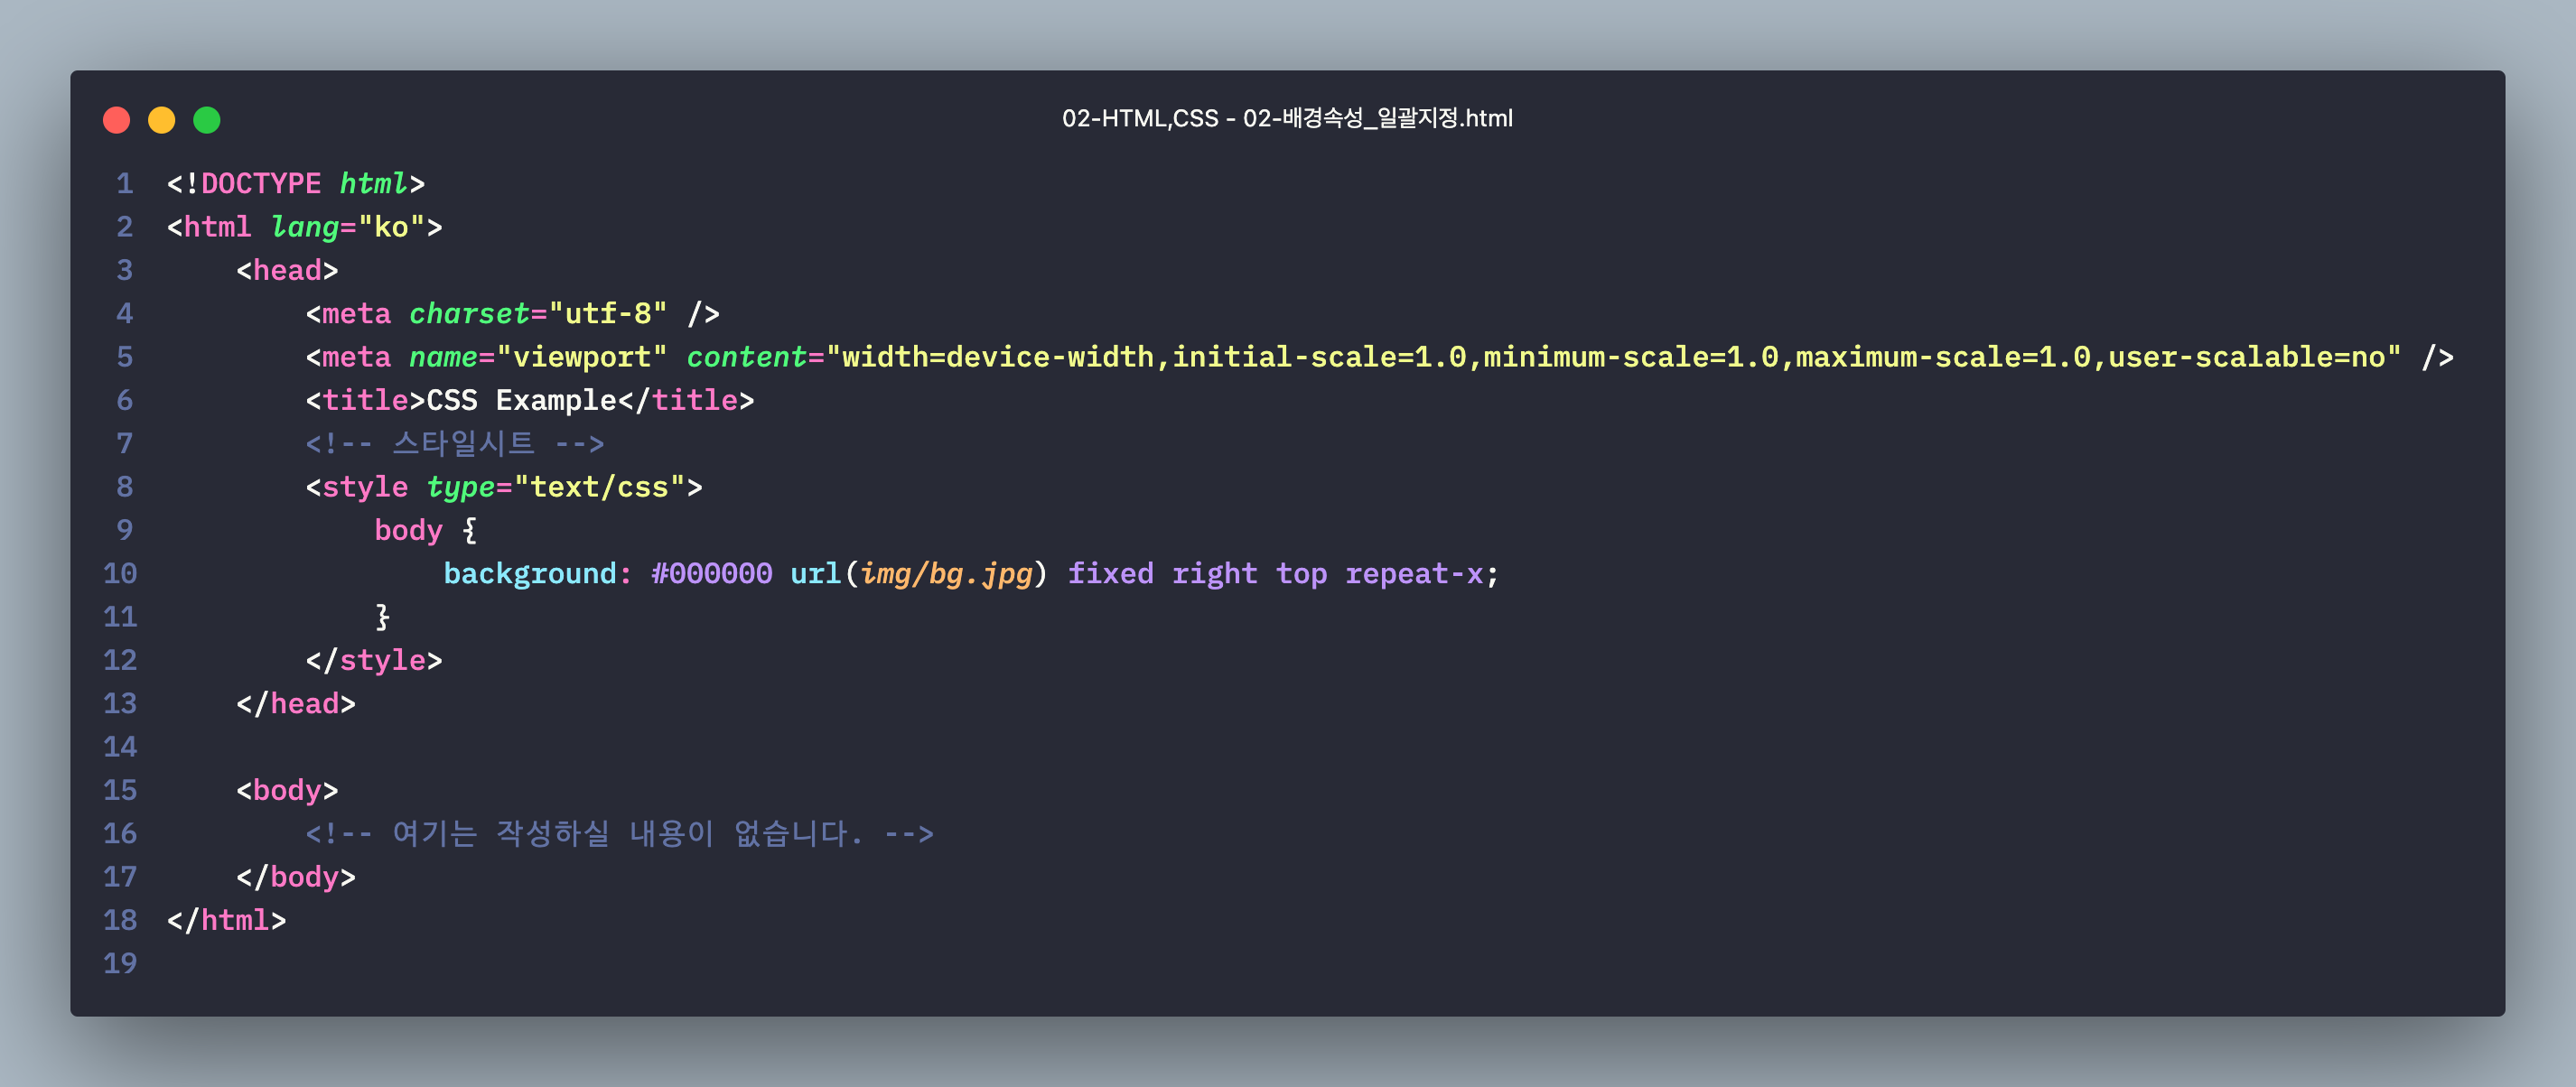 02-HTML,CSS - 02-배경속성_일괄지정.html
1 <!DOCTYPE html>
2 <html lang="ko">
3     <head>
4         <meta charset="utf-8" />
5         <meta name="viewport" content="width=device-width,initial-scale=1.0,minimum-scale=1.0,maximum-scale=1.0,user-scalable=no" />
6         <title>CSS Example</title>
7         <!-- 스타일시트 -->
8         <style type="text/css">
9             body {
10                 background: #000000 url(img/bg.jpg) fixed right top repeat-x;
11             }
12         </style>
13     </head>
14
15     <body>
16         <!-- 여기는 작성하실 내용이 없습니다. -->
17     </body>
18 </html>
19